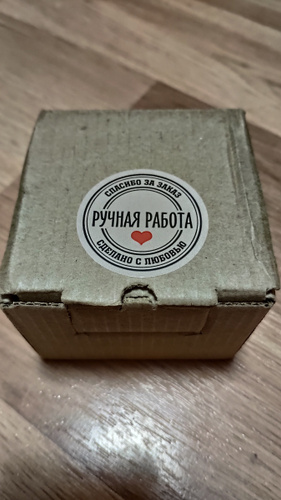 СПАСИБО ЗА ЗАКАЗ
РУЧНАЯ РАБОТА
СДЕЛАНО С ЛЮБОВЬЮ